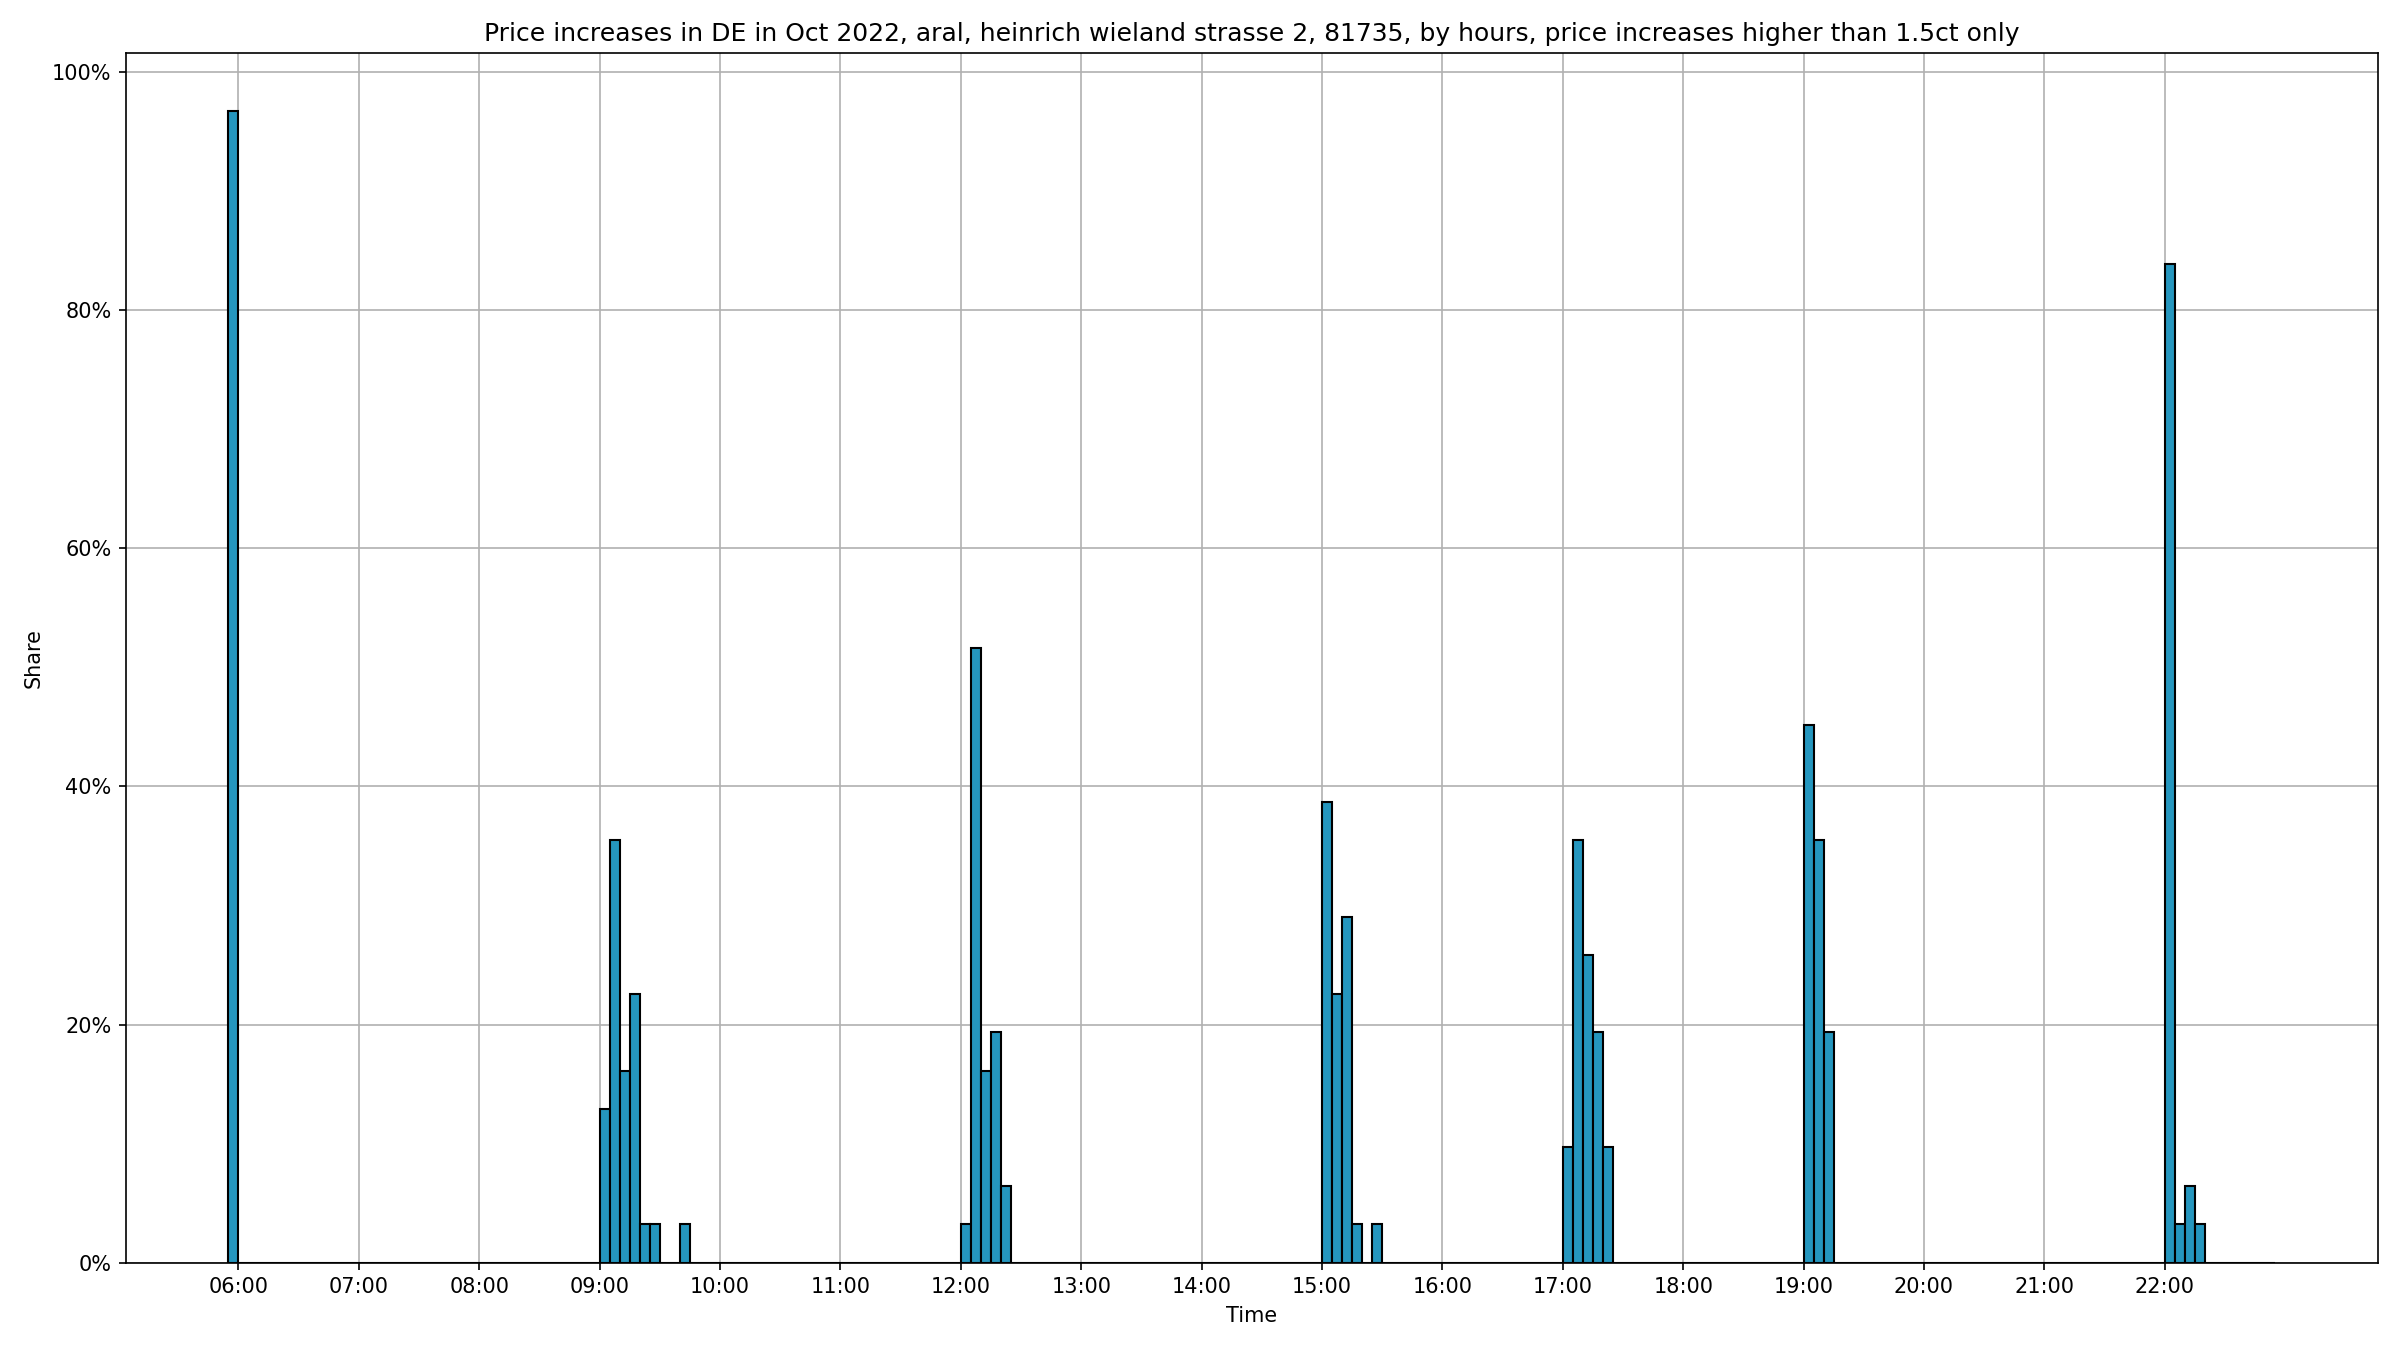 Price increases in DE in Oct 2022, aral, heinrich wieland strasse 2, 81735, by hours, price increases higher than 1.5ct only
100%
80%
60%
40%
20%
0%
Share
06:00 07:00 08:00 09:00 10:00 11:00 12:00 13:00 14:00 15:00 16:00 17:00 18:00 19:00 20:00 21:00 22:00
Time